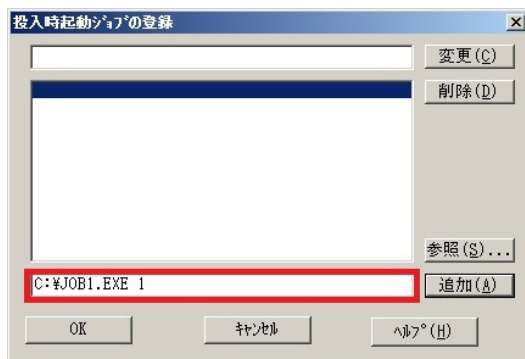 投入時起動ｼﾞｮﾌﾞの登録
変更(C)
削除(D)
参照(S)...
C:¥JOB1.EXE 1
追加(A)
OK
ｷｬﾝｾﾙ
ﾍﾙﾌﾟ(H)